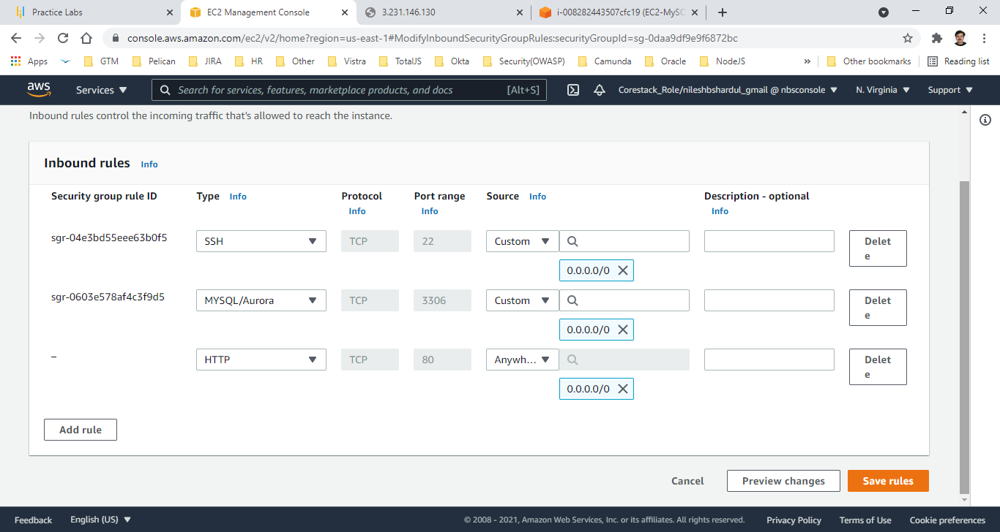 Practice Labs
EC2 Management Console
3.231.146.130
i-008282443507cfc19 (EC2-MySC
console.aws.amazon.com/ec2/v2/home?region=us-east-1#ModifyInboundSecurityGroupRules:securityGroupId=sg-0daa9df9e9f6872bc
Apps GTM Pelican JIRA HR Other Vistra TotalJS Okta Security(OWASP) Camunda Oracle NodeJS » Other bookmarks Reading list
aws Services Search for services, features, marketplace products, and docs [Alt+S] Corestack_Role/nileshbshardul_gmail @ nbsconsole N. Virginia Support
Inbound rules control the incoming traffic that's allowed to reach the instance.
Inbound rules Info
Security group rule ID Type Info Protocol Port range Source Info Description - optional
Info Info Info
sgr-04e3bd55eee63b0f5 SSH TCP 22 Custom Delet
e
0.0.0.0/0
sgr-0603e578af4c3f9d5 MYSQL/Aurora TCP 3306 Custom Delet
e
0.0.0.0/0
– HTTP TCP 80 Anywh... Delet
e
0.0.0.0/0
Add rule
Cancel Preview changes Save rules
Feedback English (US) © 2008 - 2021, Amazon Web Services, Inc. or its affiliates. All rights reserved. Privacy Policy Terms of Use Cookie preferences